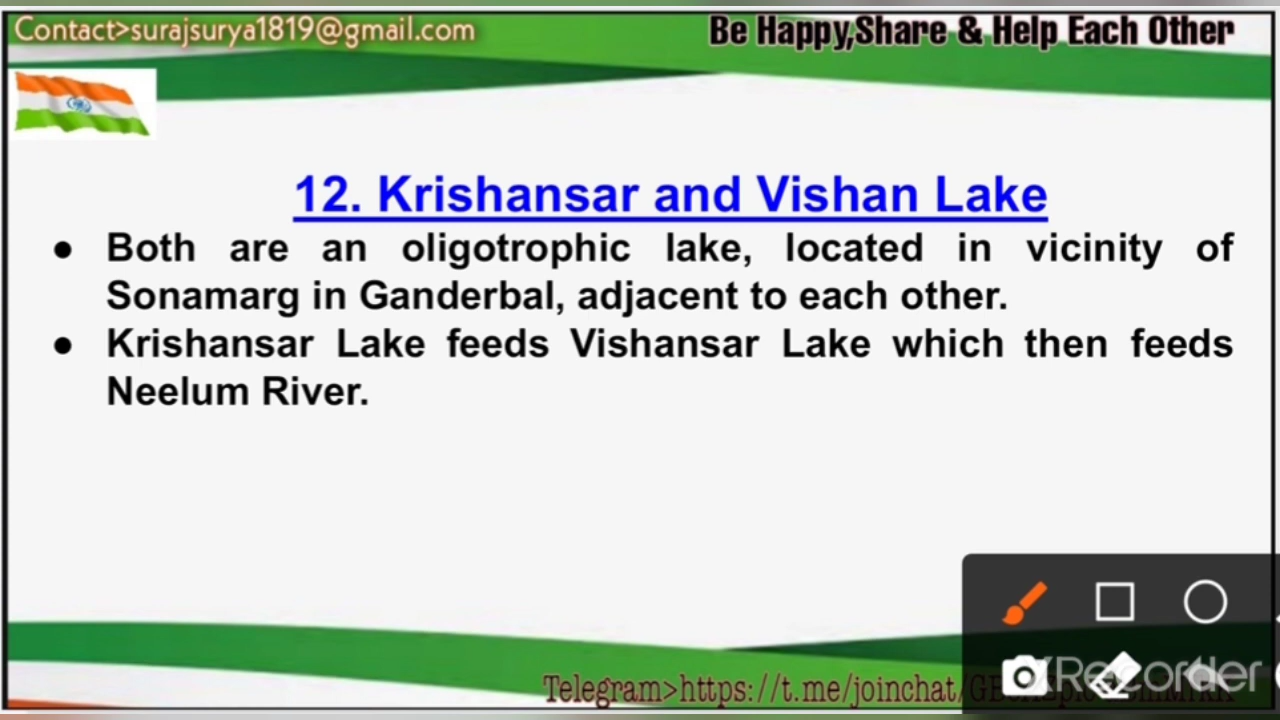 Contact>surajsurya1819@gmail.com
Be Happy,Share & Help Each Other
12. Krishansar and Vishan Lake
● Both are an oligotrophic lake, located in vicinity of
Sonamarg in Ganderbal, adjacent to each other.
● Krishansar Lake feeds Vishansar Lake which then feeds
Neelum River.
XRecorder
Telegram>https://t.me/joinchat/